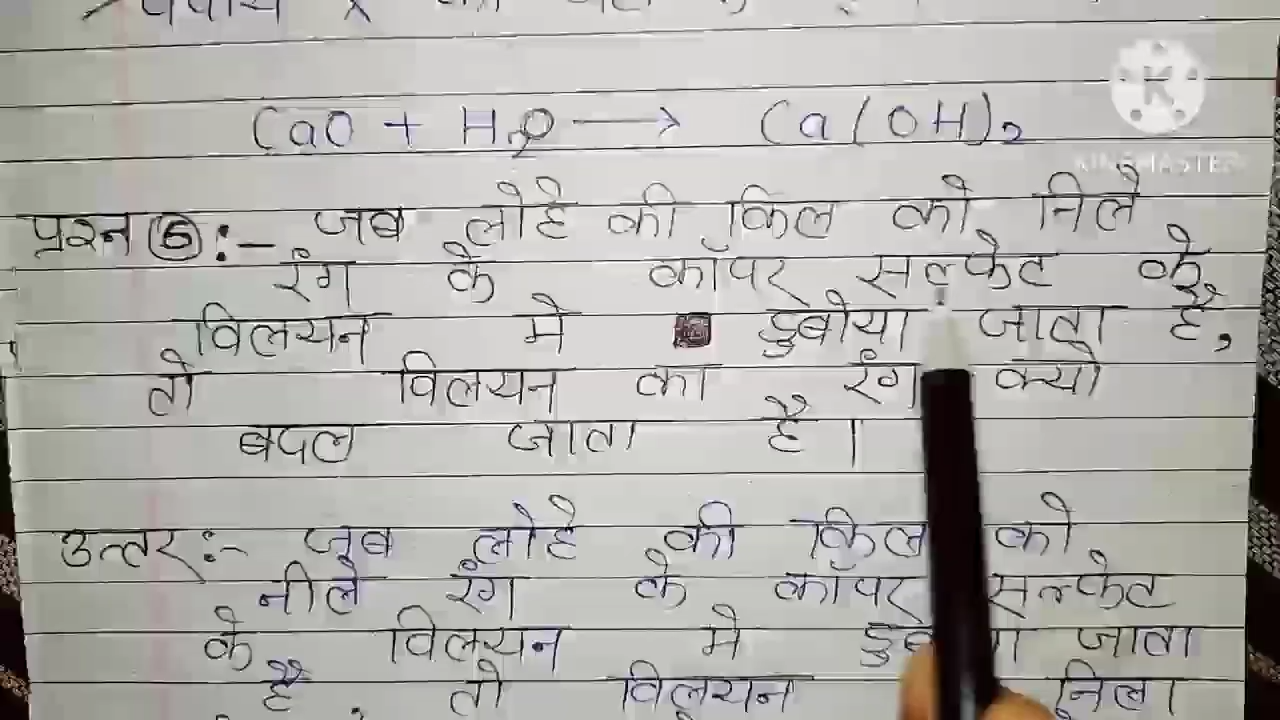 CaO + H₂O ⟶ Ca(OH)₂
KINEMASTER
प्रश्न 5 :- जब लोहे की किल को निले
रंग के कॉपर सल्फेट के
विलयन मे डुबोया जाता है,
तो विलयन का रंग क्यो
बदल जाता है।
उत्तर:- जब लोहे की किल को
नीले रंग के कॉपर सल्फेट
के विलयन मे जाता
है, तो विलयन निला